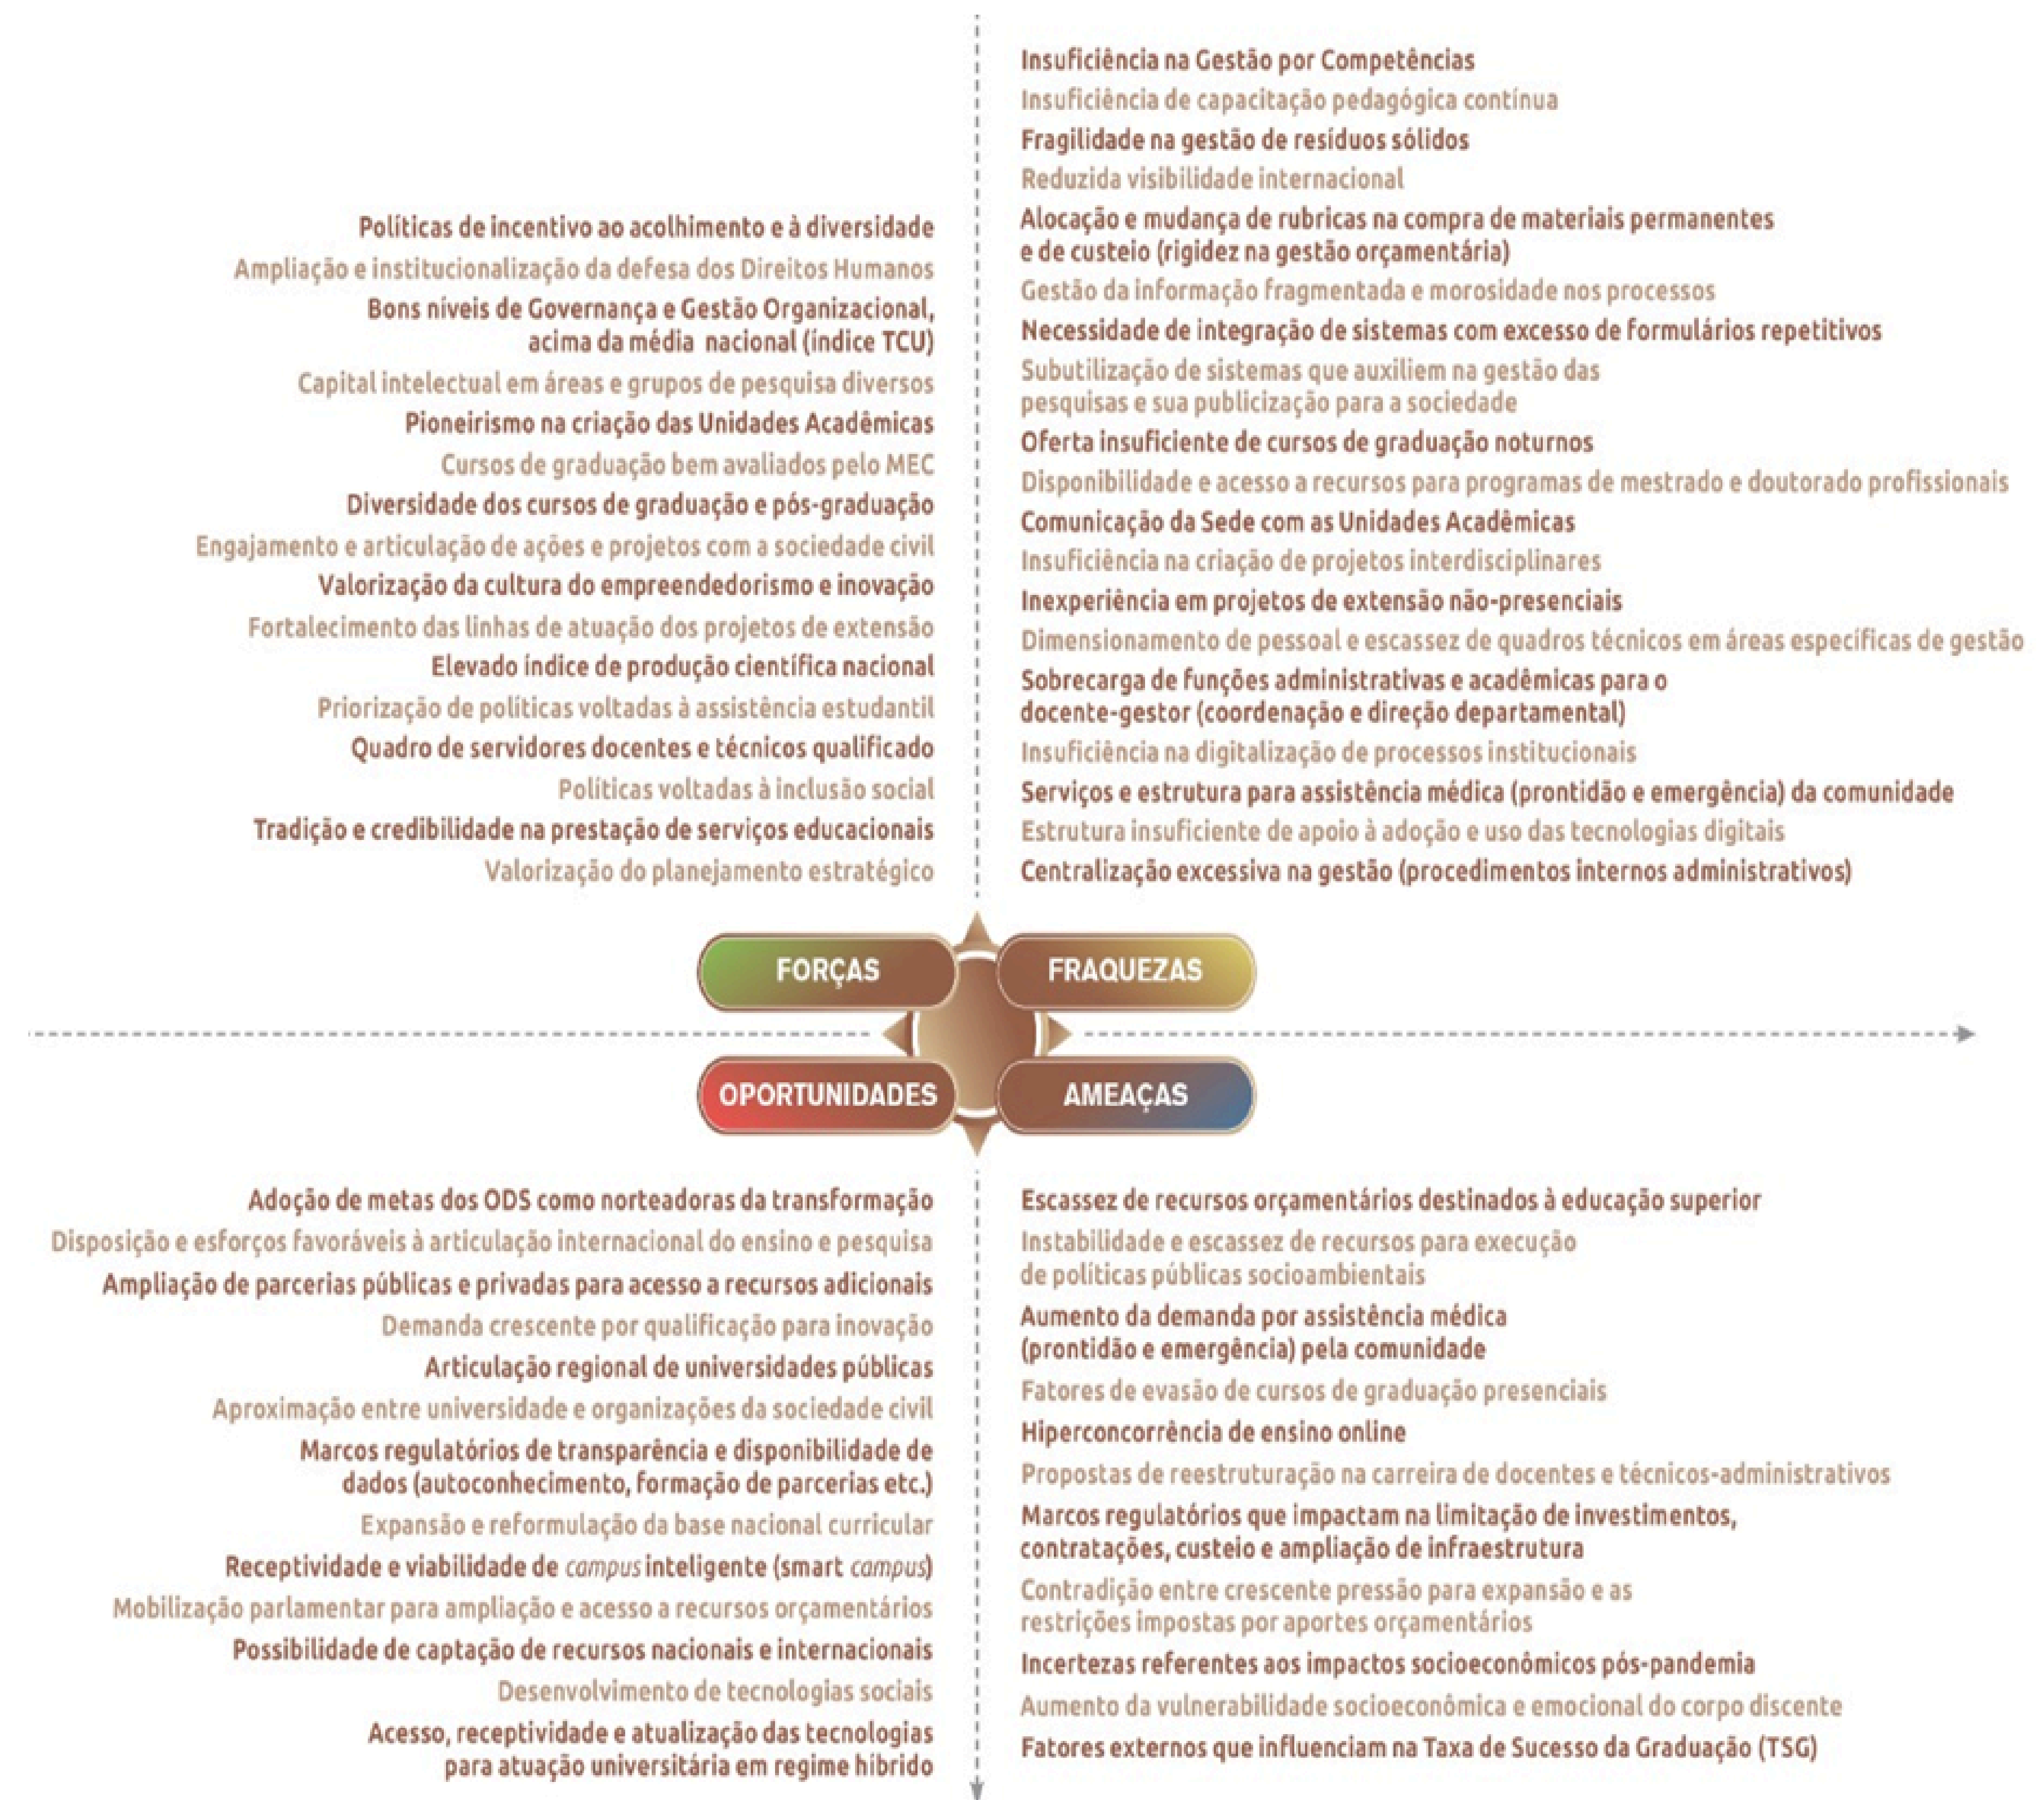 Políticas de incentivo ao acolhimento e à diversidade
Ampliação e institucionalização da defesa dos Direitos Humanos
Bons níveis de Governança e Gestão Organizacional,
acima da média nacional (índice TCU)
Capital intelectual em áreas e grupos de pesquisa diversos
Pioneirismo na criação das Unidades Acadêmicas
Cursos de graduação bem avaliados pelo MEC
Diversidade dos cursos de graduação e pós-graduação
Engajamento e articulação de ações e projetos com a sociedade civil
Valorização da cultura do empreendedorismo e inovação
Fortalecimento das linhas de atuação dos projetos de extensão
Elevado índice de produção científica nacional
Priorização de políticas voltadas à assistência estudantil
Quadro de servidores docentes e técnicos qualificado
Políticas voltadas à inclusão social
Tradição e credibilidade na prestação de serviços educacionais
Valorização do planejamento estratégico
Insuficiência na Gestão por Competências
Insuficiência de capacitação pedagógica contínua
Fragilidade na gestão de resíduos sólidos
Reduzida visibilidade internacional
Alocação e mudança de rubricas na compra de materiais permanentes
e de custeio (rigidez na gestão orçamentária)
Gestão da informação fragmentada e morosidade nos processos
Necessidade de integração de sistemas com excesso de formulários repetitivos
Subutilização de sistemas que auxiliem na gestão das
pesquisas e sua publicização para a sociedade
Oferta insuficiente de cursos de graduação noturnos
Disponibilidade e acesso a recursos para programas de mestrado e doutorado profissionais
Comunicação da Sede com as Unidades Acadêmicas
Insuficiência na criação de projetos interdisciplinares
Inexperiência em projetos de extensão não-presenciais
Dimensionamento de pessoal e escassez de quadros técnicos em áreas específicas de gestão
Sobrecarga de funções administrativas e acadêmicas para o
docente-gestor (coordenação e direção departamental)
Insuficiência na digitalização de processos institucionais
Serviços e estrutura para assistência médica (prontidão e emergência) da comunidade
Estrutura insuficiente de apoio à adoção e uso das tecnologias digitais
Centralização excessiva na gestão (procedimentos internos administrativos)
FORÇAS
FRAQUEZAS
OPORTUNIDADES
AMEAÇAS
Adoção de metas dos ODS como norteadoras da transformação
Disposição e esforços favoráveis à articulação internacional do ensino e pesquisa
Ampliação de parcerias públicas e privadas para acesso a recursos adicionais
Demanda crescente por qualificação para inovação
Articulação regional de universidades públicas
Aproximação entre universidade e organizações da sociedade civil
Marcos regulatórios de transparência e disponibilidade de
dados (autoconhecimento, formação de parcerias etc.)
Expansão e reformulação da base nacional curricular
Receptividade e viabilidade de campus inteligente (smart campus)
Mobilização parlamentar para ampliação e acesso a recursos orçamentários
Possibilidade de captação de recursos nacionais e internacionais
Desenvolvimento de tecnologias sociais
Acesso, receptividade e atualização das tecnologias
para atuação universitária em regime híbrido
Escassez de recursos orçamentários destinados à educação superior
Instabilidade e escassez de recursos para execução
de políticas públicas socioambientais
Aumento da demanda por assistência médica
(prontidão e emergência) pela comunidade
Fatores de evasão de cursos de graduação presenciais
Hiperconcorrência de ensino online
Propostas de reestruturação na carreira de docentes e técnicos-administrativos
Marcos regulatórios que impactam na limitação de investimentos,
contratações, custeio e ampliação de infraestrutura
Contradição entre crescente pressão para expansão e as
restrições impostas por aportes orçamentários
Incertezas referentes aos impactos socioeconômicos pós-pandemia
Aumento da vulnerabilidade socioeconômica e emocional do corpo discente
Fatores externos que influenciam na Taxa de Sucesso da Graduação (TSG)